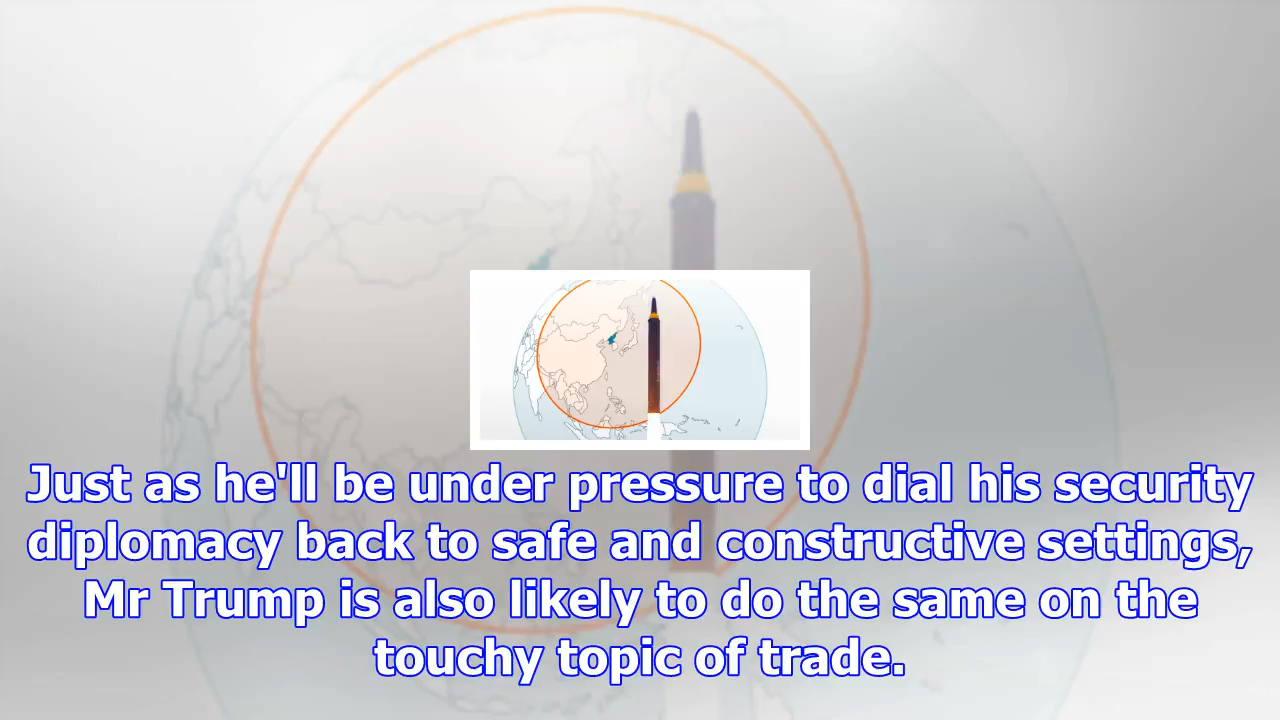 Just as he'll be under pressure to dial his security
diplomacy back to safe and constructive settings,
Mr Trump is also likely to do the same on the
touchy topic of trade.